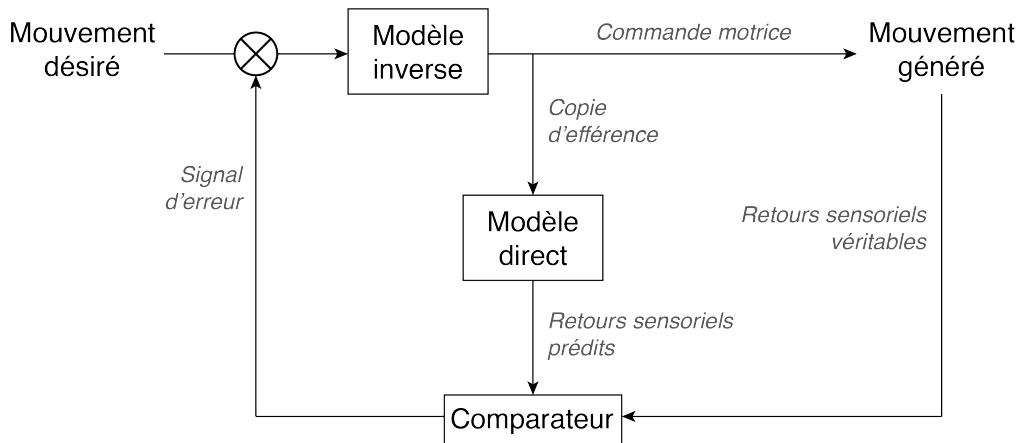 Mouvement
désiré
Modèle
inverse
Commande motrice
Mouvement
généré
Copie
d'efférence
Signal
d'erreur
Modèle
direct
Retours sensoriels
véritables
Retours sensoriels
prédits
Comparateur